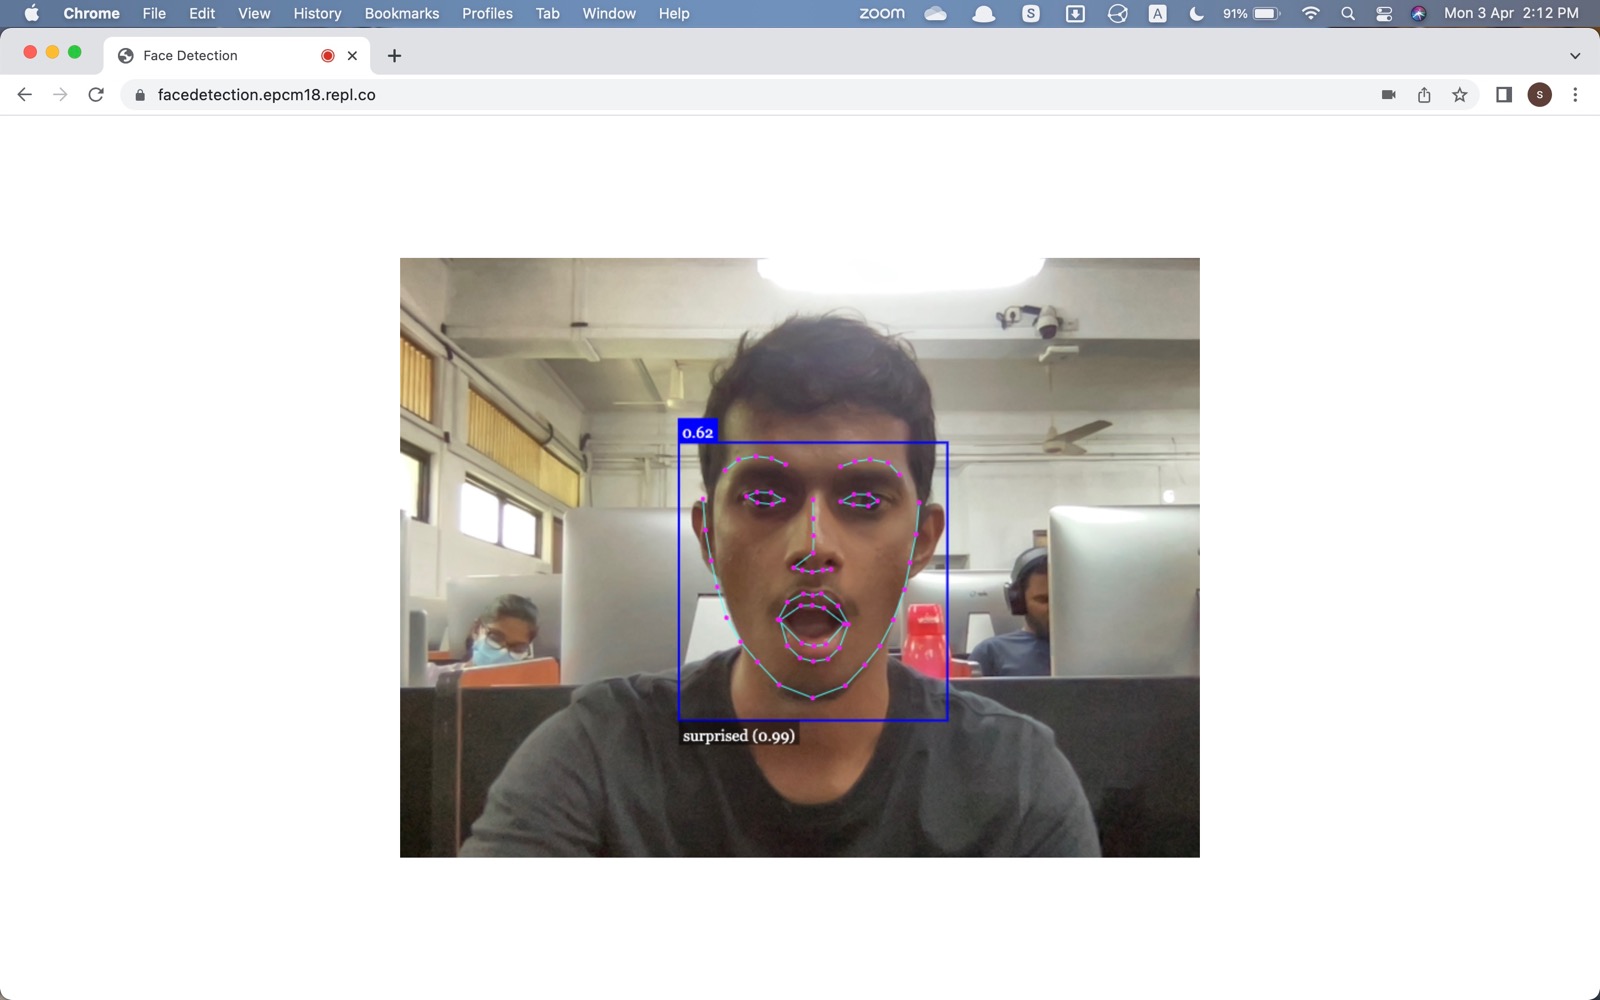 Chrome File Edit View History Bookmarks Profiles Tab Window Help zoom S A 91% Mon 3 Apr 2:12 PM
Face Detection
facedetection.epcm18.repl.co S
0.62
surprised (0.99)